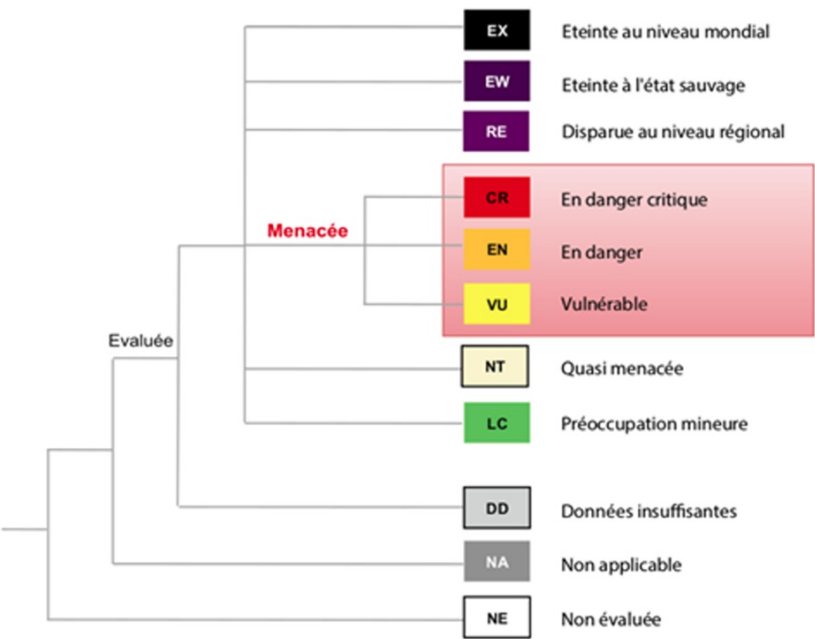 EX Eteinte au niveau mondial
EW Eteinte à l'état sauvage
RE Disparue au niveau régional
CR En danger critique
Menacée
EN En danger
VU Vulnérable
Evaluée
NT Quasi menacée
LC Préoccupation mineure
DD Données insuffisantes
NA Non applicable
NE Non évaluée